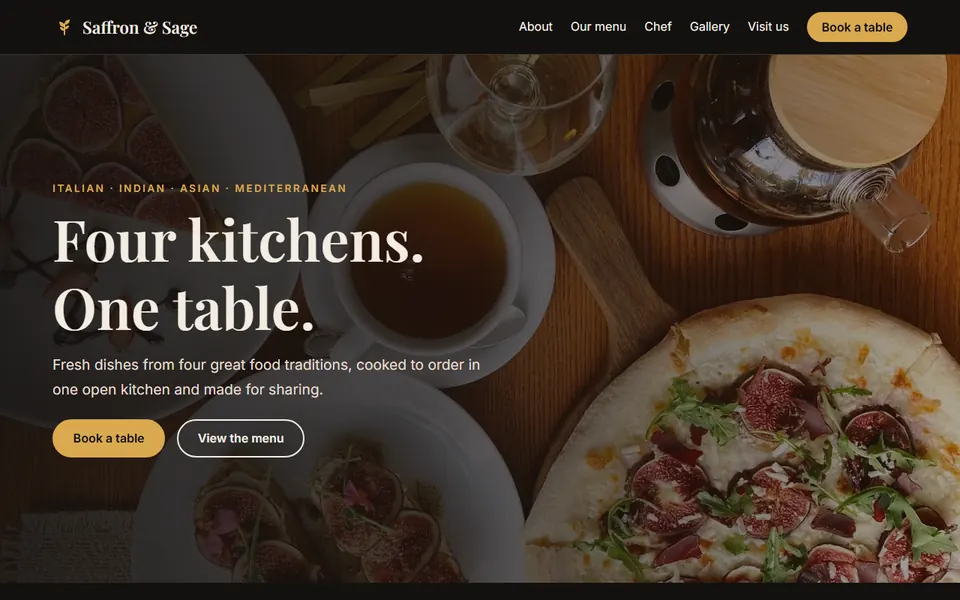 Saffron & Sage
About
Our menu
Chef
Gallery
Visit us
Book a table
ITALIAN · INDIAN · ASIAN · MEDITERRANEAN
Four kitchens.
One table.
Fresh dishes from four great food traditions, cooked to order in
one open kitchen and made for sharing.
Book a table
View the menu